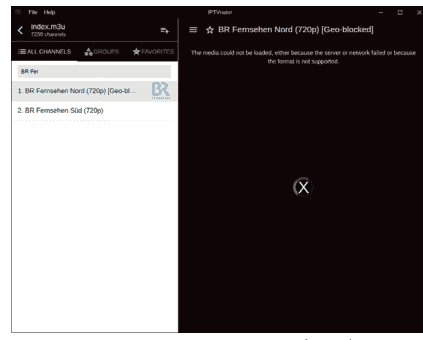 File Help
IPTVnator
index.m3u
7250 channels
ALL CHANNELS
GROUPS
FAVORITES
BR Fer
1. BR Fernsehen Nord (720p) [Geo-bl...
BR
2. BR Fernsehen Süd (720p)
BR Fernsehen Nord (720p) [Geo-blocked]
The media could not be loaded, either because the server or network failed or because
the format is not supported.